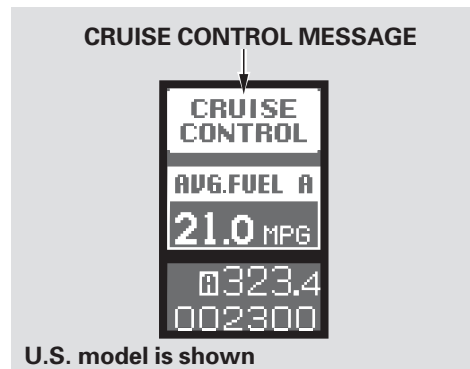 CRUISE CONTROL MESSAGE
CRUISE
CONTROL
AVG.FUEL A
21.0 MPG
A323.4
002300
U.S. model is shown